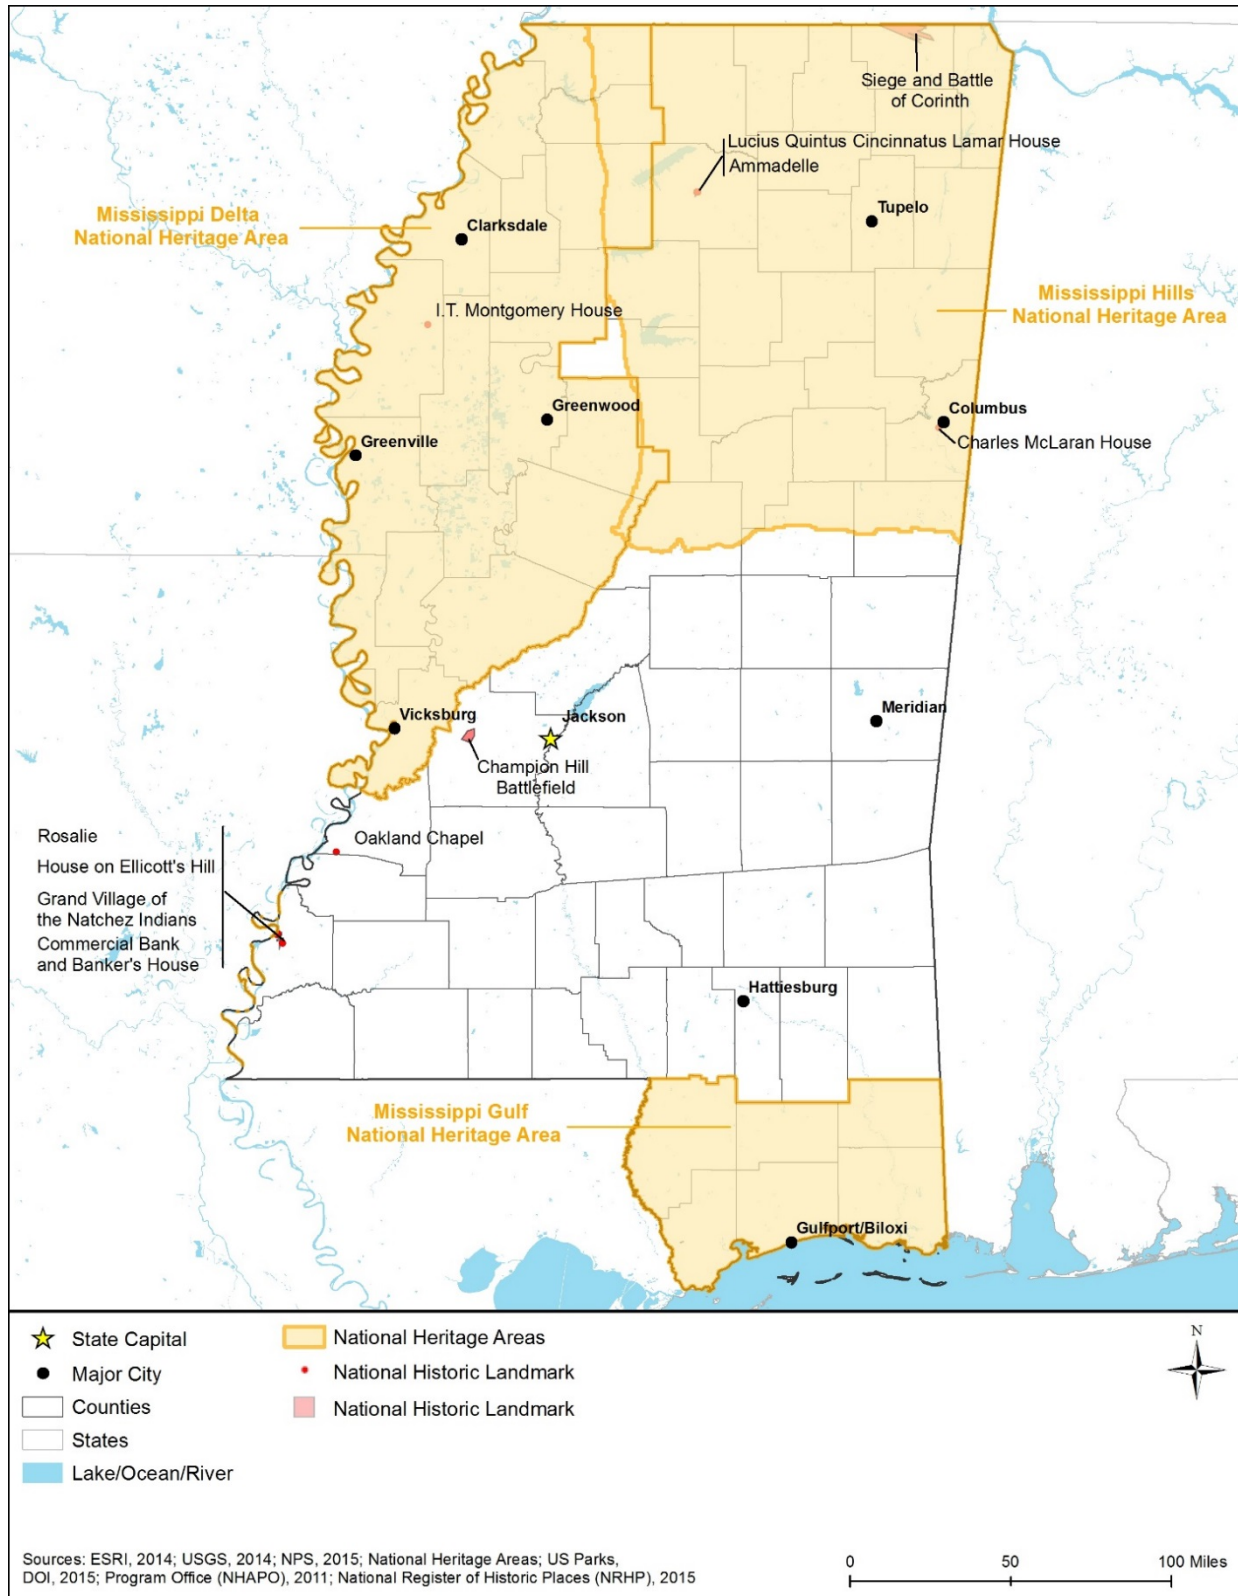 Siege and Battle
of Corinth
Lucius Quintus Cincinnatus Lamar House
Ammadelle
Mississippi Delta
National Heritage Area
Clarksdale
Tupelo
I.T. Montgomery House
Mississippi Hills
National Heritage Area
Greenwood
Columbus
Greenville
Charles McLaran House
Vicksburg
Jackson
Meridian
Champion Hill
Battlefield
Oakland Chapel
Rosalie
House on Ellicott's Hill
Grand Village of
the Natchez Indians
Commercial Bank
and Banker's House
Hattiesburg
Mississippi Gulf
National Heritage Area
Gulfport/Biloxi
State Capital
Major City
Counties
States
Lake/Ocean/River
National Heritage Areas
National Historic Landmark
National Historic Landmark
N
Sources: ESRI, 2014; USGS, 2014; NPS, 2015; National Heritage Areas; US Parks,
DOI, 2015; Program Office (NHAPO), 2011; National Register of Historic Places (NRHP), 2015
0 50 100 Miles